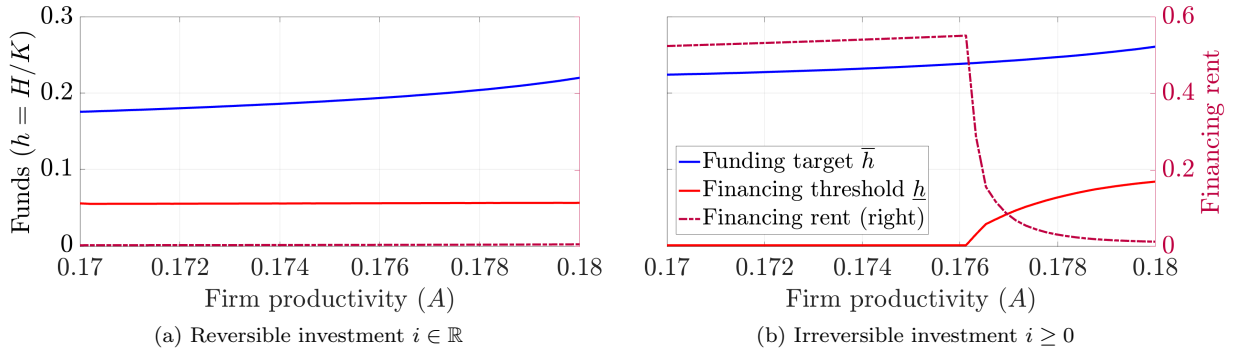 Funds (h = H/K)
0.3
0.2
0.1
0
0.17
0.172
0.174
0.176
0.178
0.18
Firm productivity (A)
(a) Reversible investment i ∈ ℝ
Funding target h̅
Financing threshold h̲
Financing rent (right)
0.17
0.172
0.174
0.176
0.178
0.18
Firm productivity (A)
0.6
0.4
0.2
0
Financing rent
(b) Irreversible investment i ≥ 0